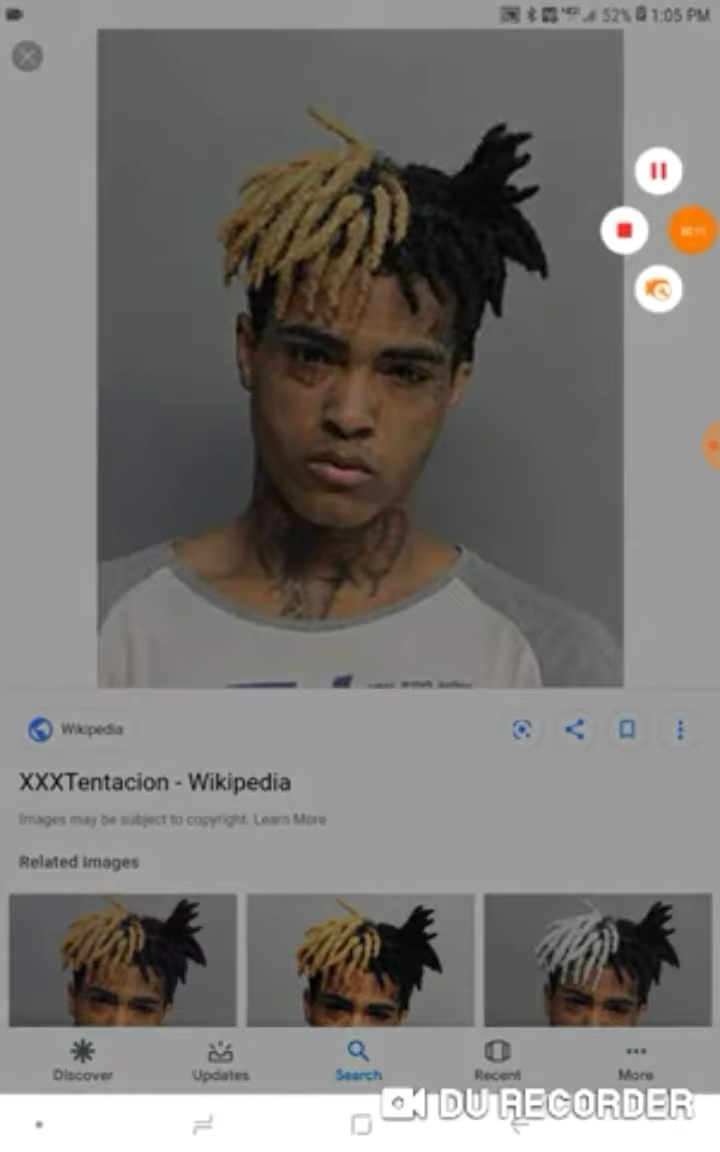 52% 1:05 PM
Wikipedia
XXXTentacion - Wikipedia
Images may be subject to copyright. Learn More
Related images
Discover
Updates
Search
Recent
More
DU RECORDER